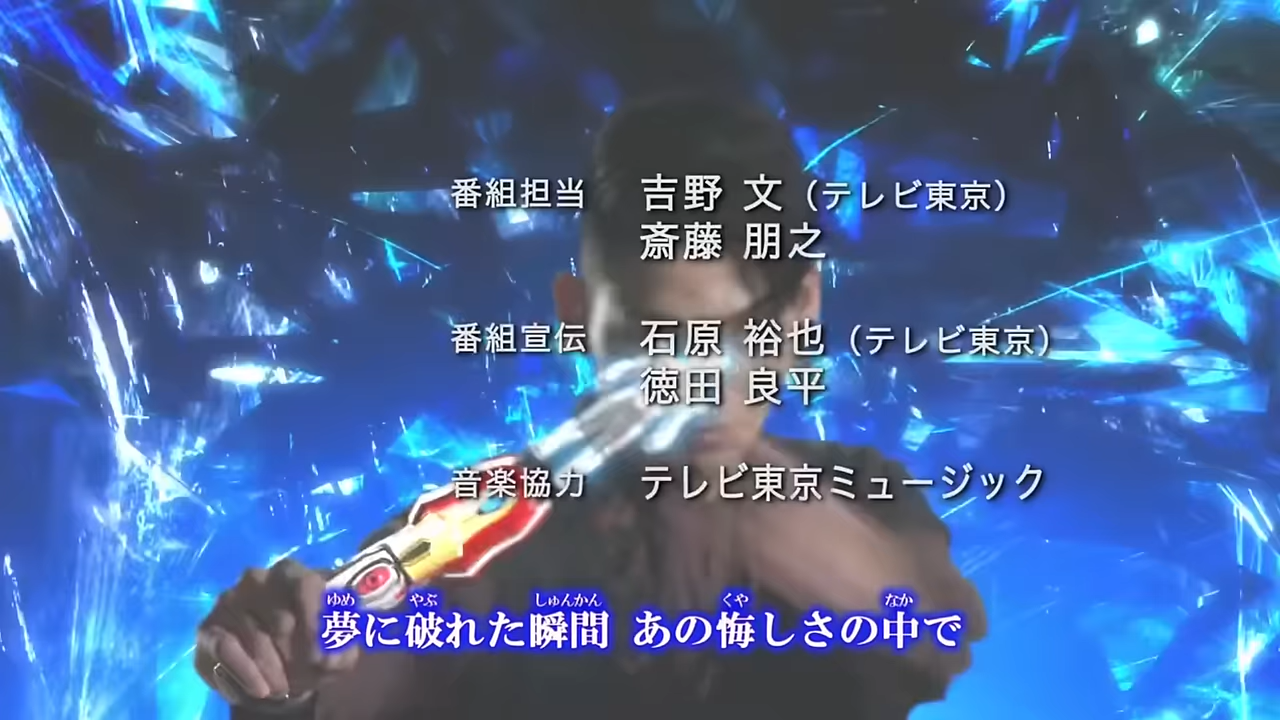 番組担当 吉野 文（テレビ東京）
斎藤 朋之
番組宣伝 石原 裕也（テレビ東京）
徳田 良平
音楽協力 テレビ東京ミュージック
ゆめ やぶ しゅんかん くや なか
夢に破れた瞬間 あの悔しさの中で